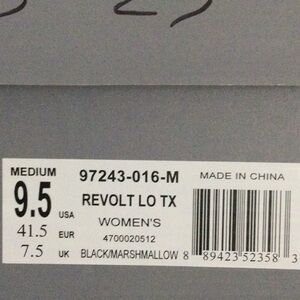 MEDIUM 97243-016-M MADE IN CHINA
9.5 USA REVOLT LO TX
41.5 EUR WOMEN'S
4700020512
7.5 UK BLACK/MARSHMALLOW 8 89423 52358 3